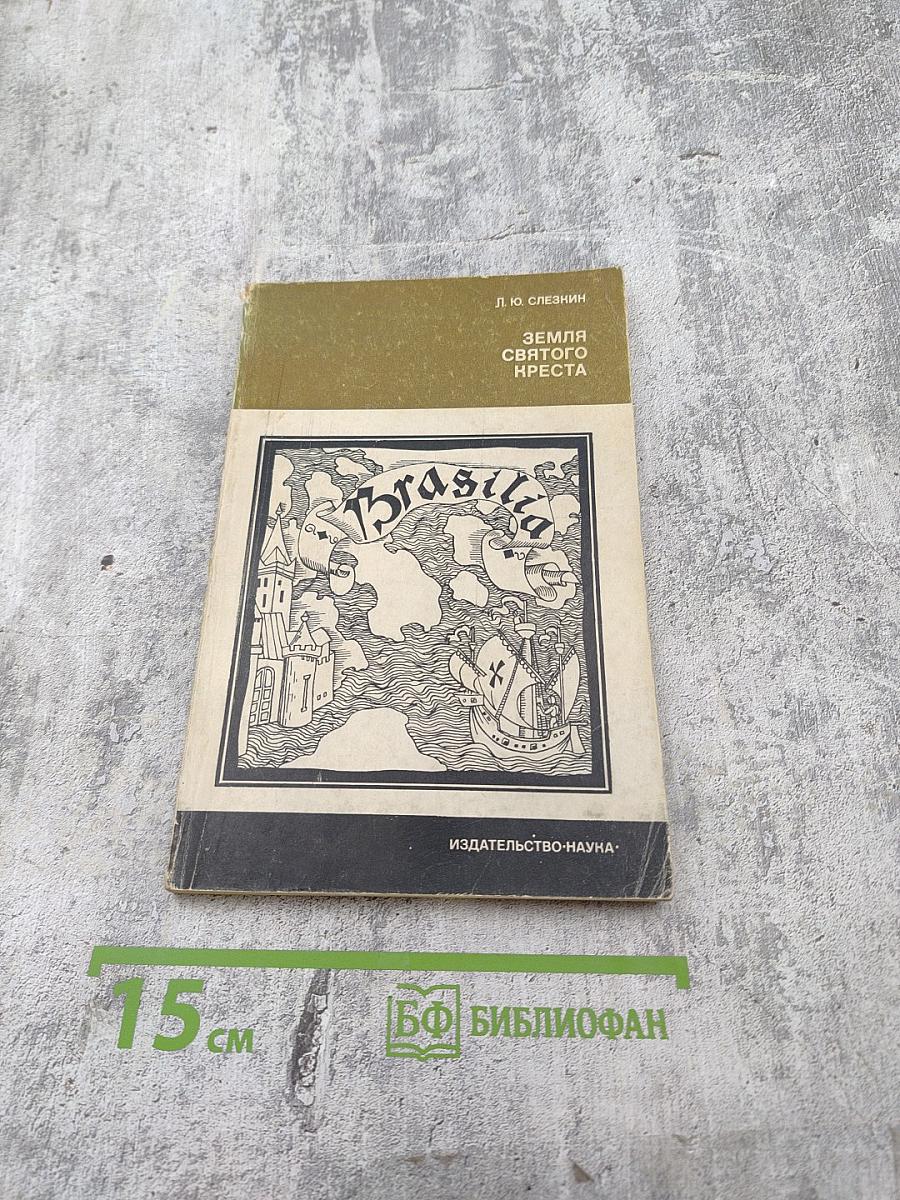 Л. Ю. СЛЕЗКИН
ЗЕМЛЯ
СВЯТОГО
КРЕСТА
Brasilia
ИЗДАТЕЛЬСТВО·НАУКА·
15 см
БФ БИБЛИОФАН